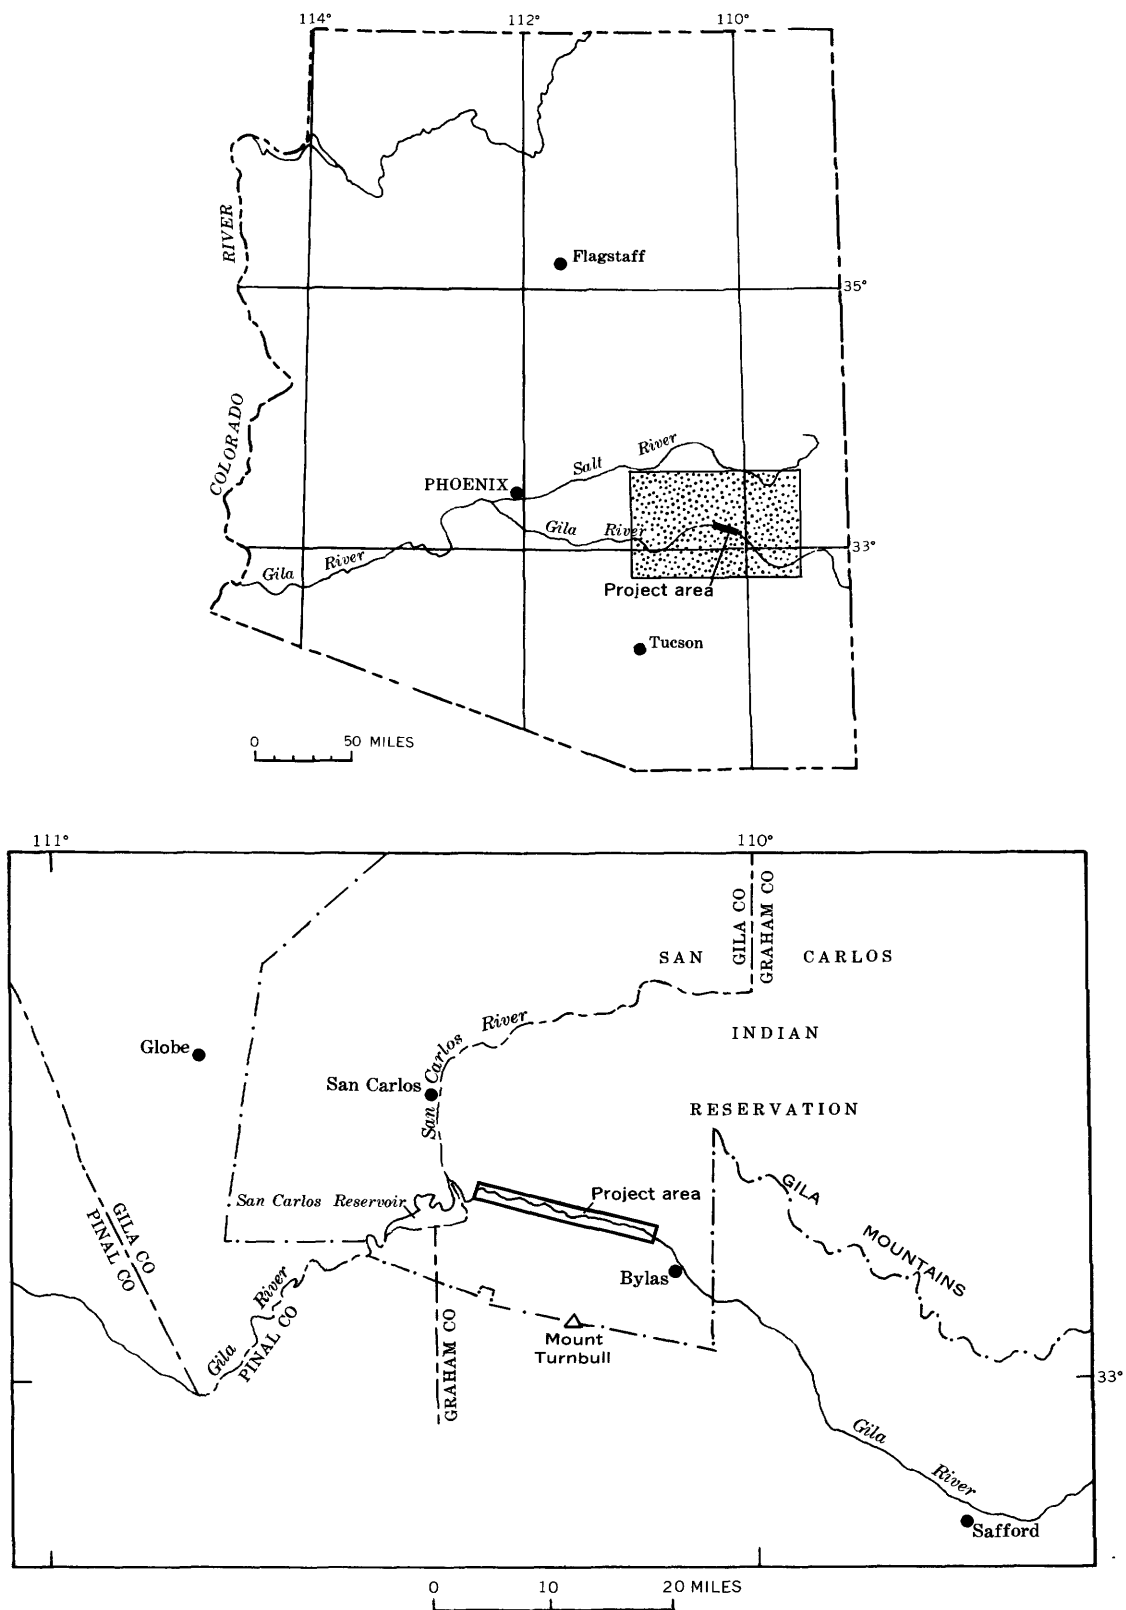 114°
112°
110°
RIVER
Flagstaff
35°
COLORADO
Salt River
PHOENIX
Gila River
33°
Gila River
Project area
Tucson
0 50 MILES
111°
110°
GILA CO
GRAHAM CO
SAN CARLOS
INDIAN
RESERVATION
San Carlos River
Globe
San Carlos
San Carlos Reservoir
Project area
GILA
MOUNTAINS
GILA CO
PINAL CO
Bylas
Gila River
PINAL CO
GRAHAM CO
Mount
Turnbull
33°
Gila River
Safford
0 10 20 MILES